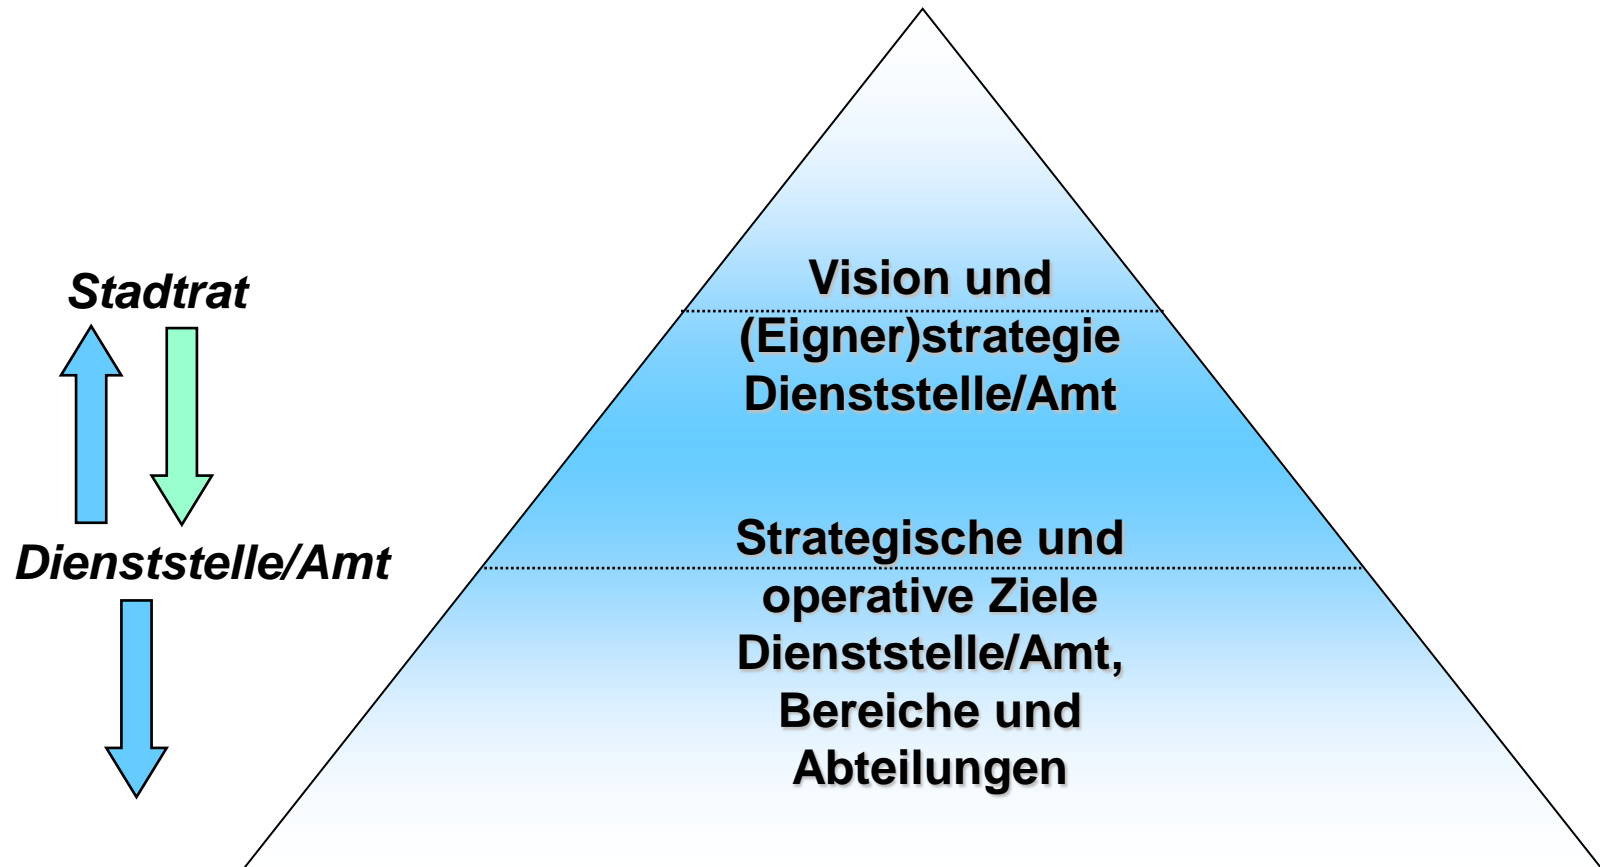 Stadtrat
Dienststelle/Amt
Vision und
(Eigner)strategie
Dienststelle/Amt
Strategische und
operative Ziele
Dienststelle/Amt,
Bereiche und
Abteilungen